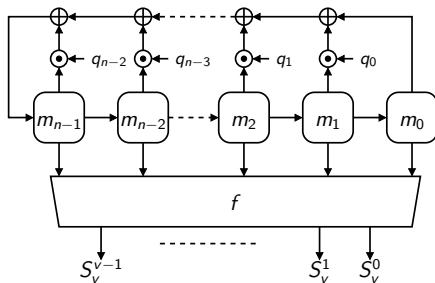 q_{n−2} q_{n−3} q_1 q_0
m_{n−1} m_{n−2} m_2 m_1 m_0
f
S_v^{v−1} S_v^1 S_v^0